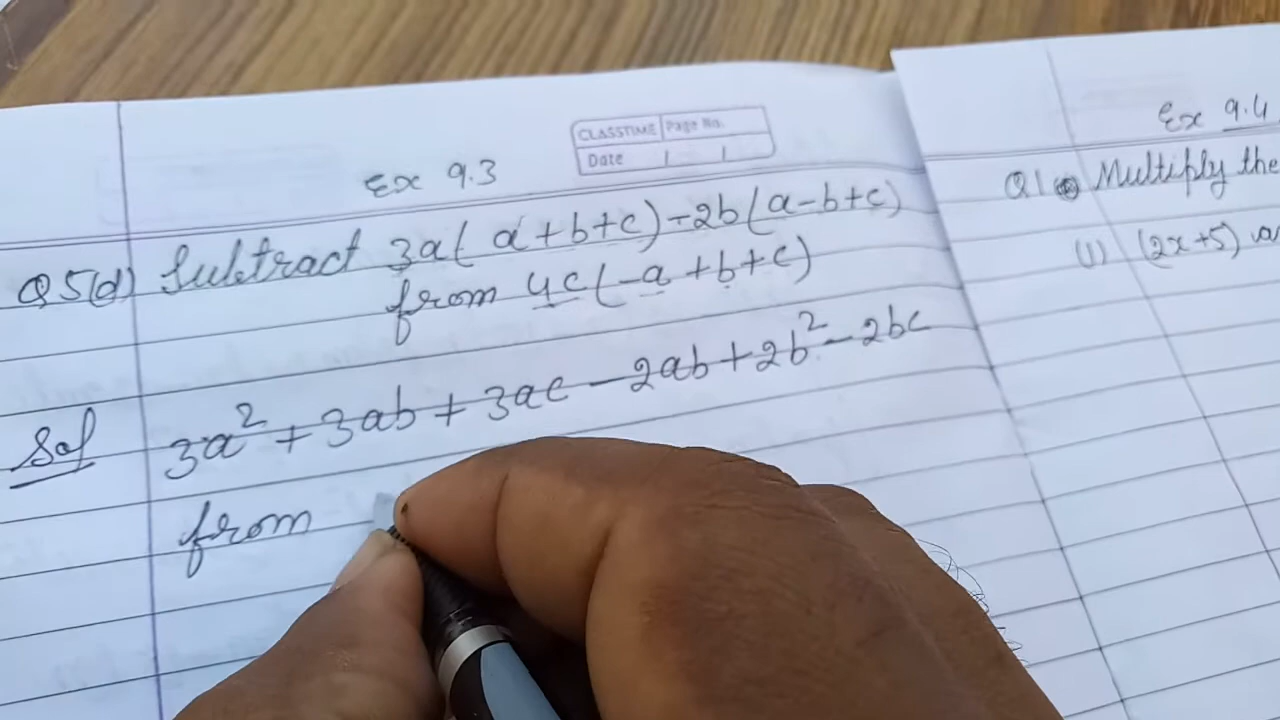 CLASSTIME Page No.
Date / /
Ex 9.3
Q5(d) Subtract 3a(a+b+c)-2b(a-b+c)
from 4c(-a+b+c)
Sol 3a²+3ab+3ac-2ab+2b²-2bc
from
Ex 9.4
Q1 Multiply the
(1) (2x+5)